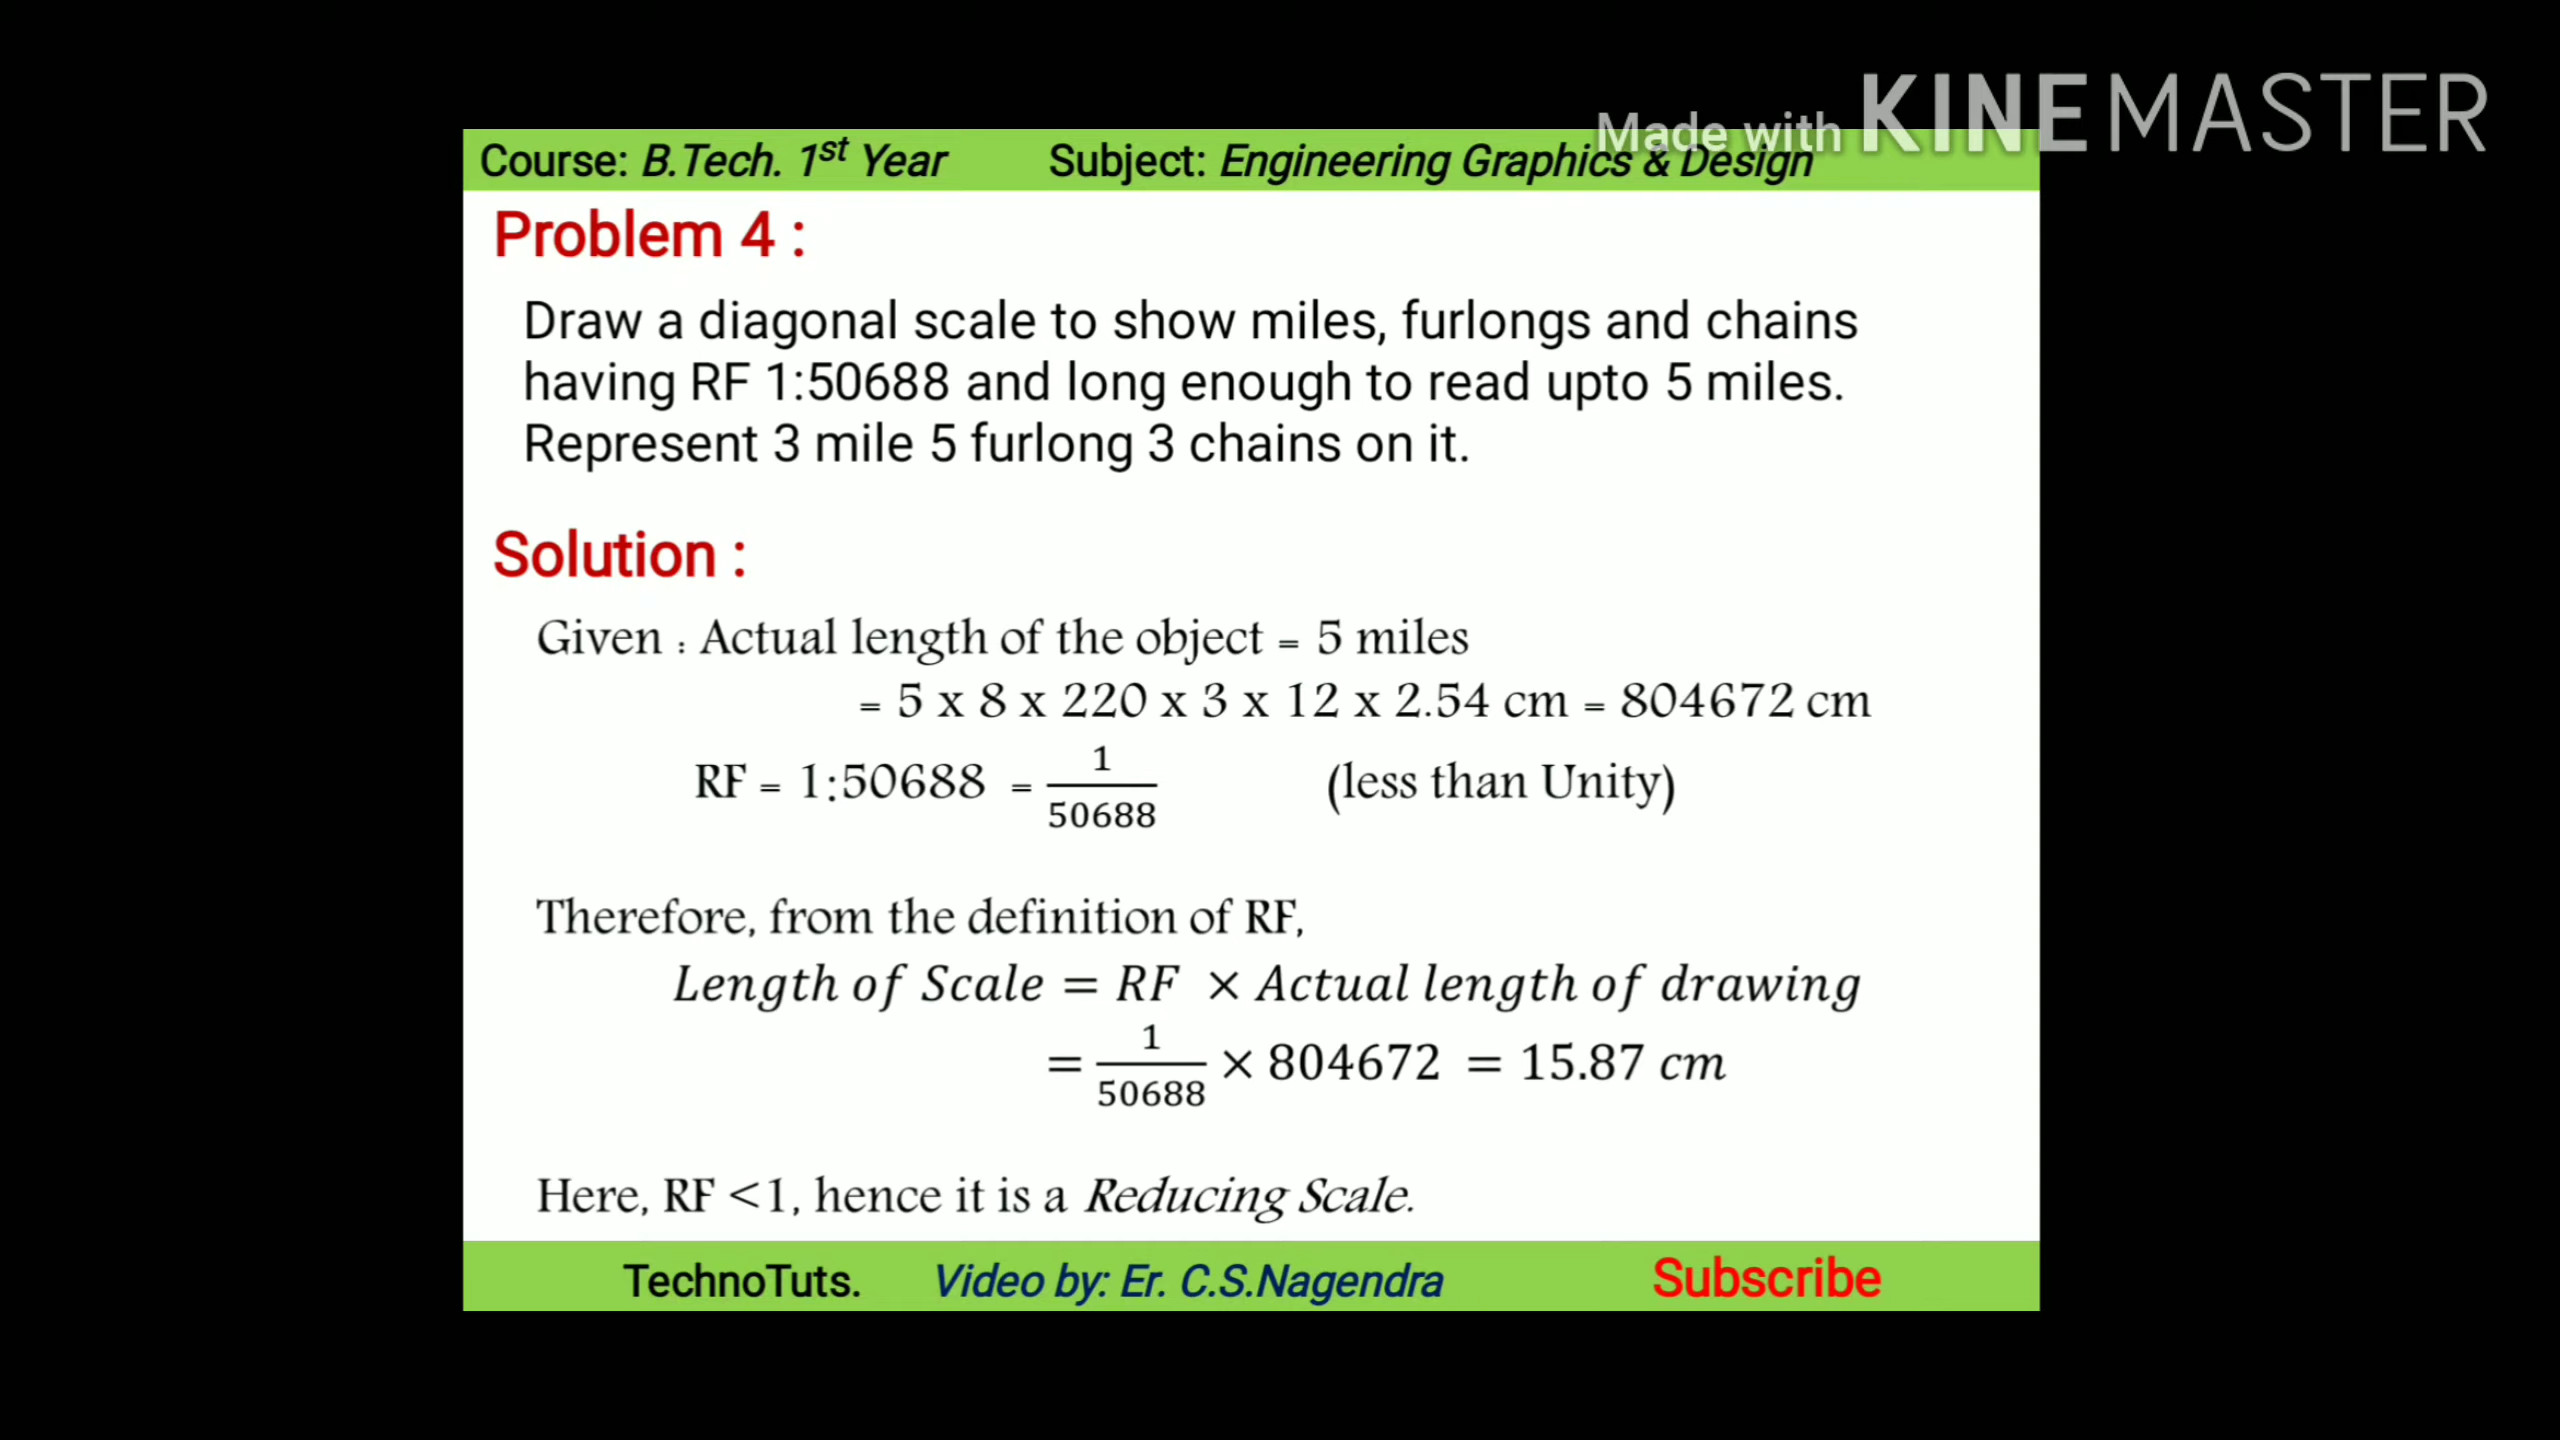 Made with KINEMASTER
Course: B.Tech. 1st Year Subject: Engineering Graphics & Design
Problem 4 :
Draw a diagonal scale to show miles, furlongs and chains
having RF 1:50688 and long enough to read upto 5 miles.
Represent 3 mile 5 furlong 3 chains on it.
Solution :
Given : Actual length of the object = 5 miles
= 5 x 8 x 220 x 3 x 12 x 2.54 cm = 804672 cm
RF = 1:50688 = 1/50688 (less than Unity)
Therefore, from the definition of RF,
Length of Scale = RF × Actual length of drawing
= 1/50688 × 804672 = 15.87 cm
Here, RF <1, hence it is a Reducing Scale.
TechnoTuts. Video by: Er. C.S.Nagendra Subscribe